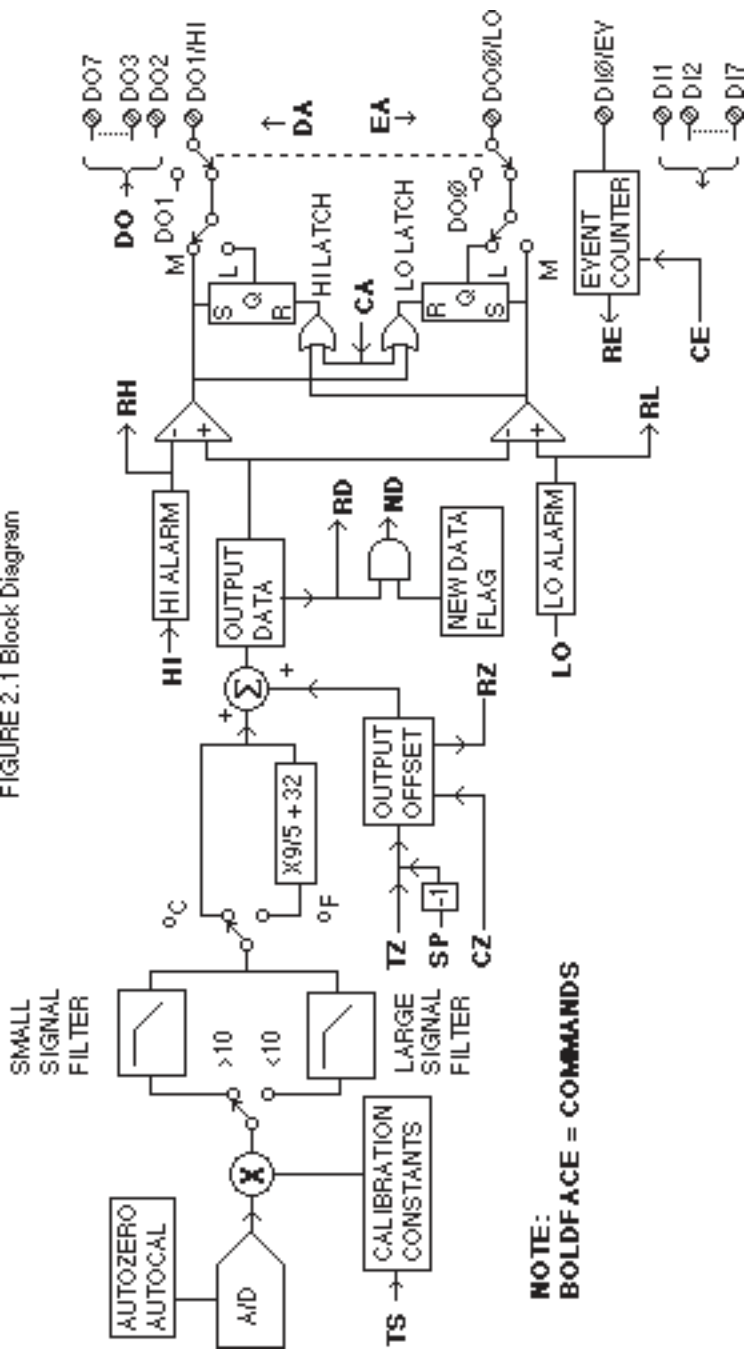 FIGURE 2.1 Block Diagram
AUTOZERO
AUTOCAL
A/D
X
TS
CALIBRATION
CONSTANTS
SMALL
SIGNAL
FILTER
>10
<10
LARGE
SIGNAL
FILTER
°C
°F
X9/5 + 32
TZ
SP
-1
CZ
OUTPUT
OFFSET
RZ
+
Σ
+
OUTPUT
DATA
RD
ND
NEW DATA
FLAG
HI
HI ALARM
RH
LO
LO ALARM
RL
-
+
-
+
M
S
Q
R
L
HI LATCH
CA
LO LATCH
R
Q
S
L
M
DO
DO7
DO3
DO2
DO1
DO1/HI
DA
EA
DOØ
DOØ/LO
EVENT
COUNTER
RE
CE
DIØ/EV
DI1
DI2
DI7
NOTE:
BOLDFACE = COMMANDS